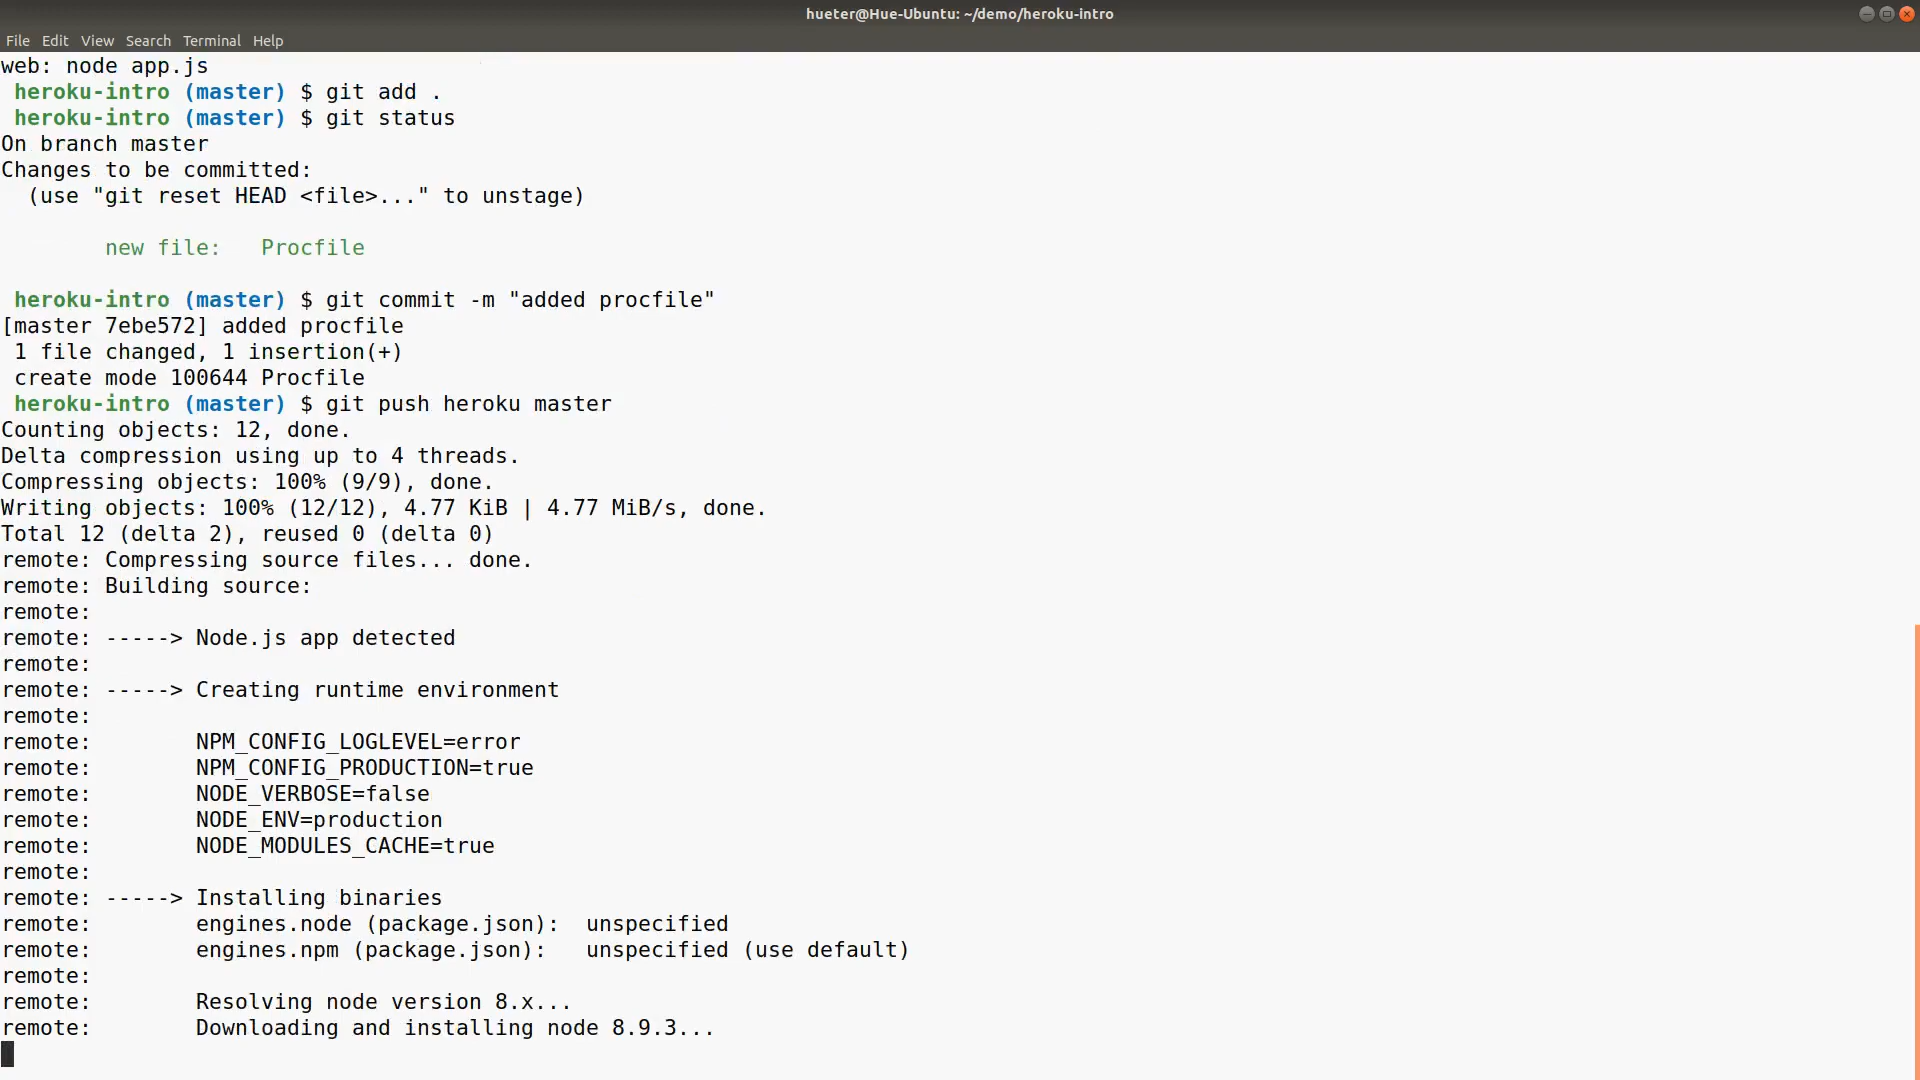 hueter@Hue-Ubuntu: ~/demo/heroku-intro
File Edit View Search Terminal Help
web: node app.js
heroku-intro (master) $ git add .
heroku-intro (master) $ git status
On branch master
Changes to be committed:
  (use "git reset HEAD <file>..." to unstage)
        new file:   Procfile
heroku-intro (master) $ git commit -m "added procfile"
[master 7ebe572] added procfile
 1 file changed, 1 insertion(+)
 create mode 100644 Procfile
heroku-intro (master) $ git push heroku master
Counting objects: 12, done.
Delta compression using up to 4 threads.
Compressing objects: 100% (9/9), done.
Writing objects: 100% (12/12), 4.77 KiB | 4.77 MiB/s, done.
Total 12 (delta 2), reused 0 (delta 0)
remote: Compressing source files... done.
remote: Building source:
remote:
remote: -----> Node.js app detected
remote:
remote: -----> Creating runtime environment
remote:
remote:        NPM_CONFIG_LOGLEVEL=error
remote:        NPM_CONFIG_PRODUCTION=true
remote:        NODE_VERBOSE=false
remote:        NODE_ENV=production
remote:        NODE_MODULES_CACHE=true
remote:
remote: -----> Installing binaries
remote:        engines.node (package.json):  unspecified
remote:        engines.npm (package.json):   unspecified (use default)
remote:
remote:        Resolving node version 8.x...
remote:        Downloading and installing node 8.9.3...